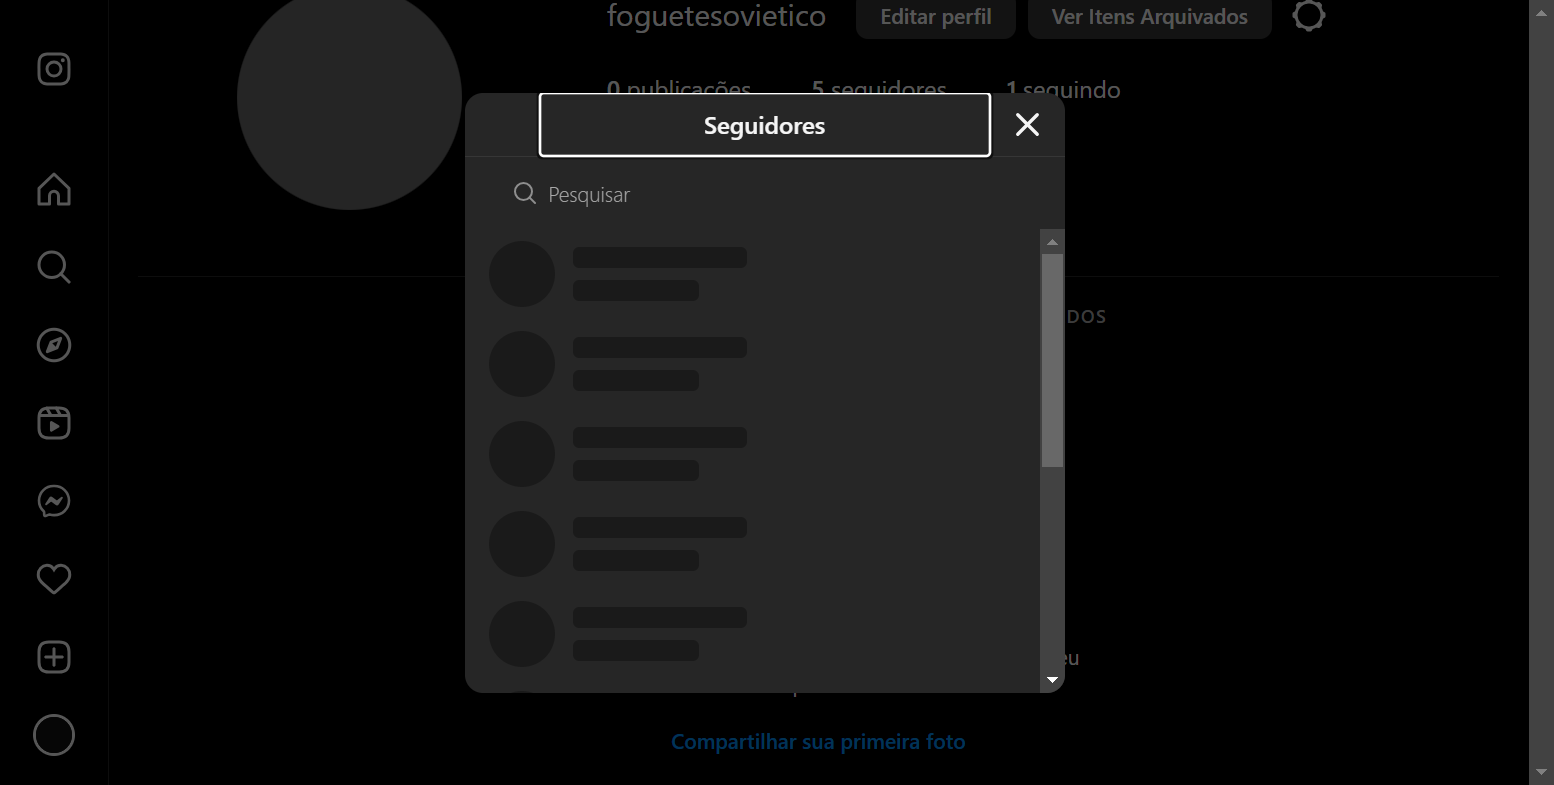 foguetesovietico
Editar perfil
Ver Itens Arquivados
0 publicações
5 seguidores
1 seguindo
Seguidores
Pesquisar
DOS
eu
Compartilhar sua primeira foto